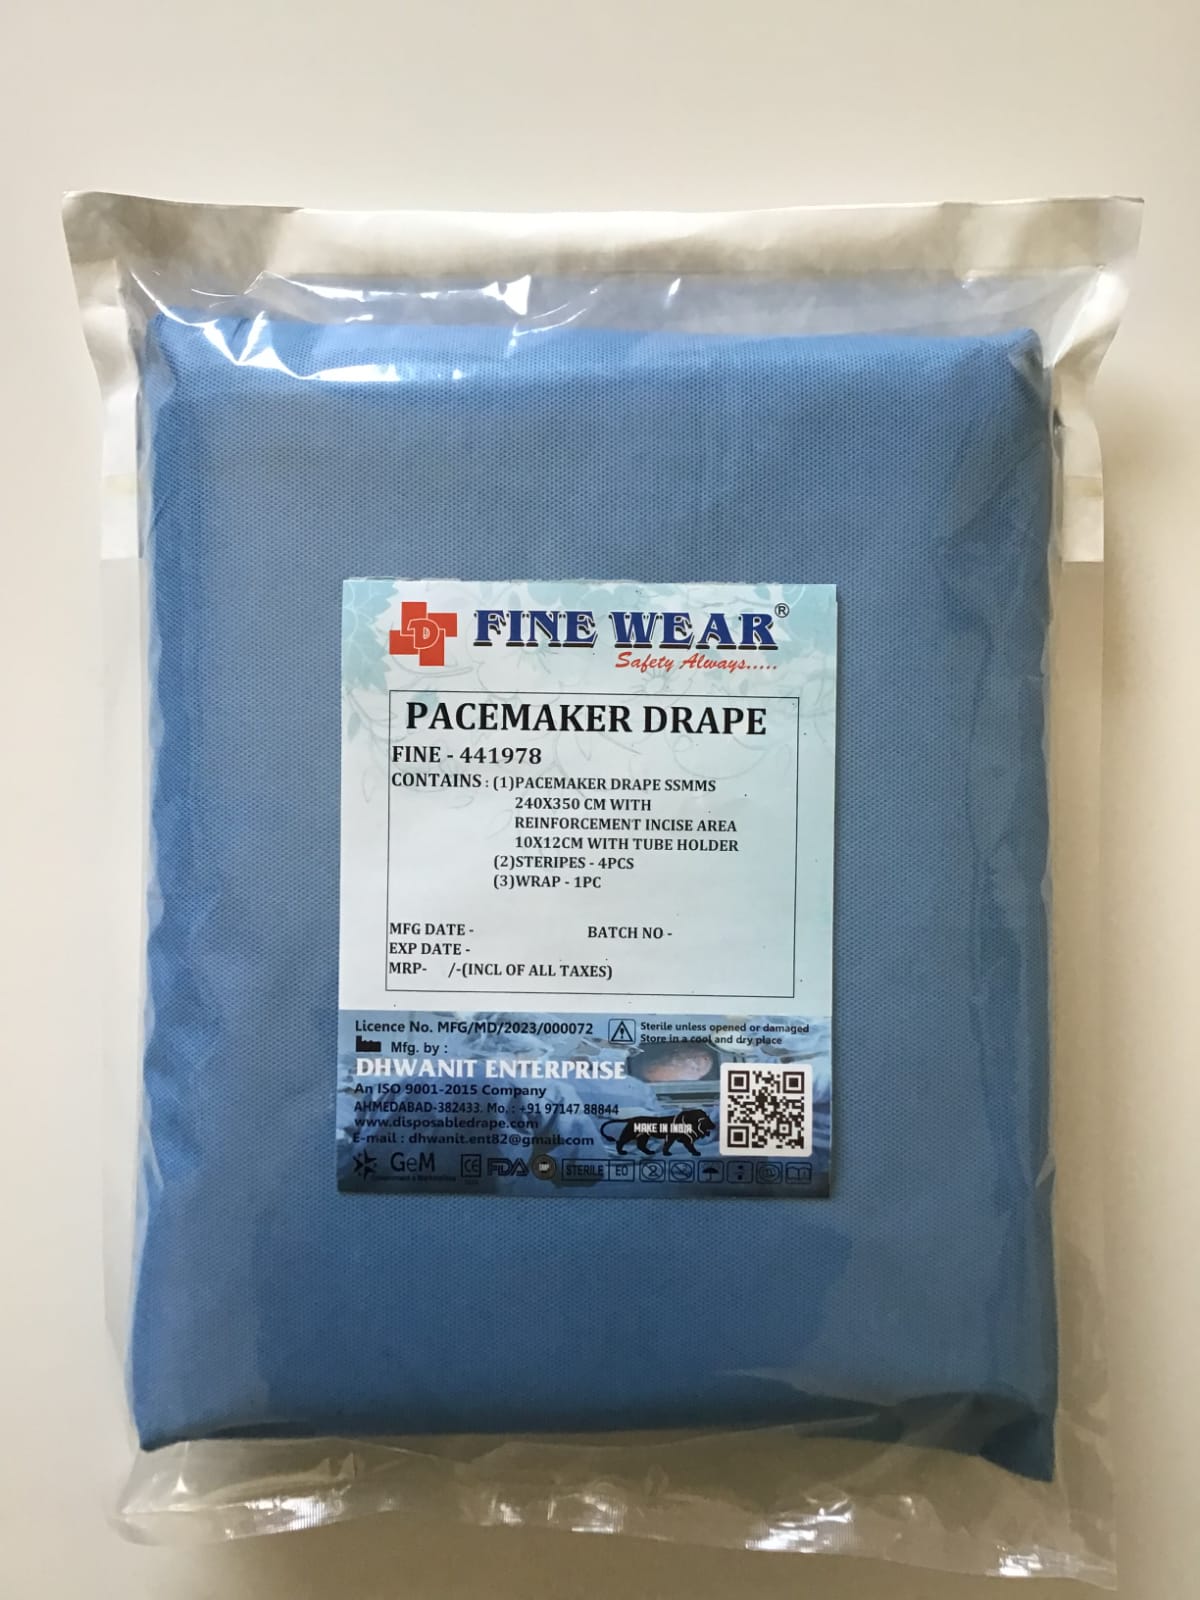 D
FINE WEAR®
Safety Always.....
PACEMAKER DRAPE
FINE - 441978
CONTAINS : (1)PACEMAKER DRAPE SSMMS
240X350 CM WITH
REINFORCEMENT INCISE AREA
10X12CM WITH TUBE HOLDER
(2)STERIPES - 4PCS
(3)WRAP - 1PC
MFG DATE - BATCH NO -
EXP DATE -
MRP- /-(INCL OF ALL TAXES)
Licence No. MFG/MD/2023/000072
Sterile unless opened or damaged
Store in a cool and dry place
Mfg. by :
DHWANIT ENTERPRISE
An ISO 9001-2015 Company
AHMEDABAD-382433. Mo. : +91 97147 88844
www.disposabledrape.com
E-mail : dhwanit.ent82@gmail.com
MAKE IN INDIA
GeM
CE FDA GMP STERILE EO